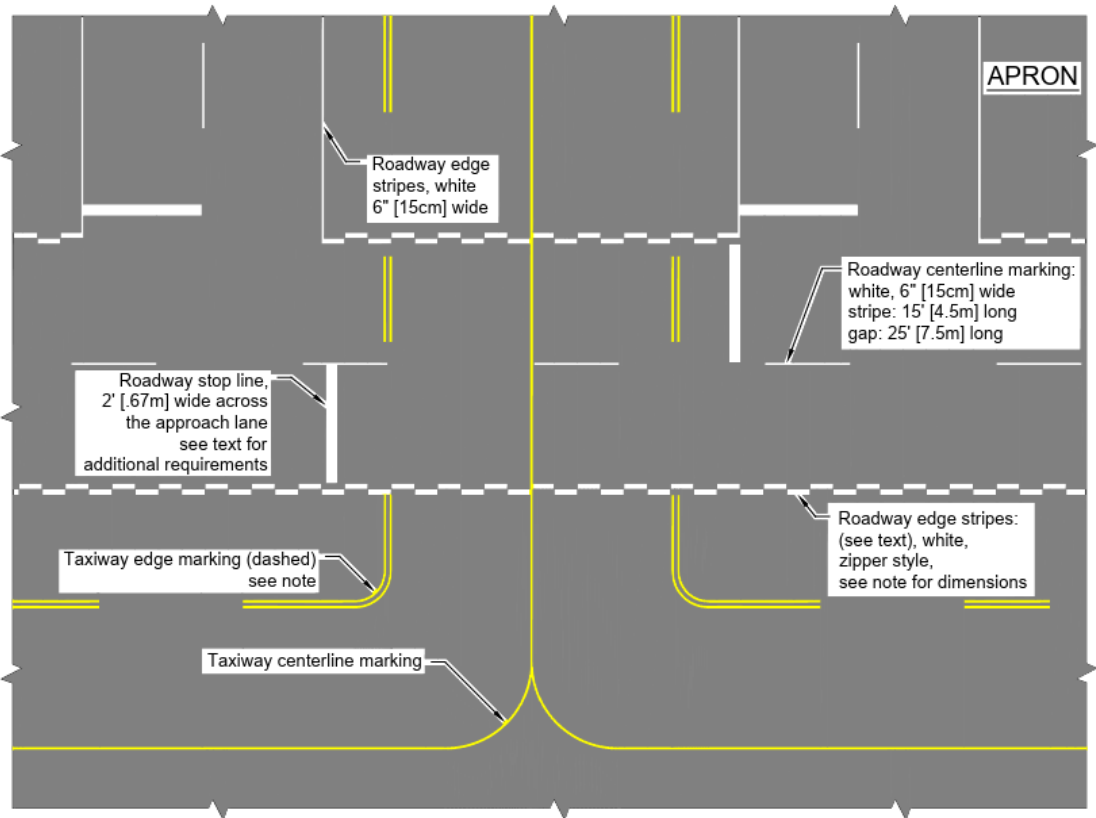 APRON
Roadway edge
stripes, white
6" [15cm] wide
Roadway centerline marking:
white, 6" [15cm] wide
stripe: 15' [4.5m] long
gap: 25' [7.5m] long
Roadway stop line,
2' [.67m] wide across
the approach lane
see text for
additional requirements
Roadway edge stripes:
(see text), white,
zipper style,
see note for dimensions
Taxiway edge marking (dashed)
see note
Taxiway centerline marking